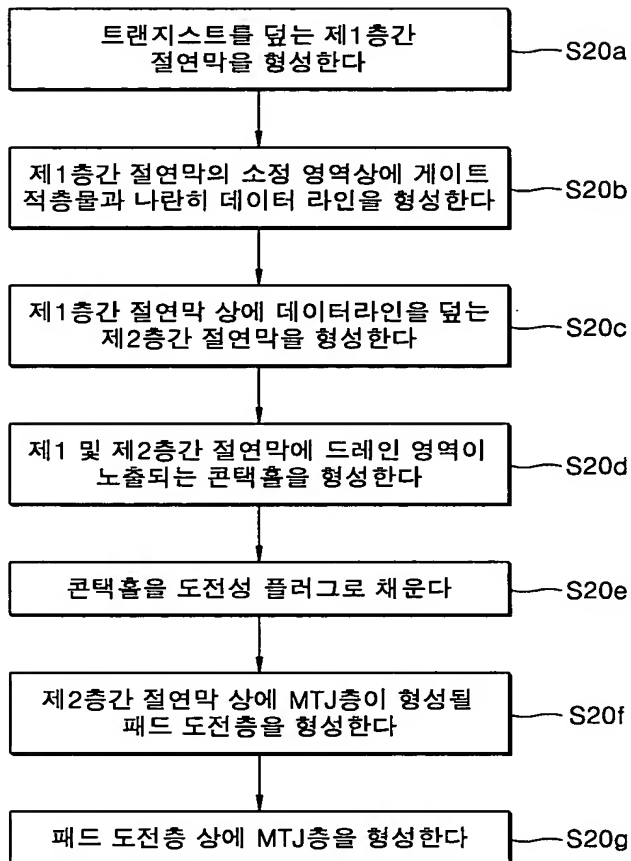 트랜지스트를 덮는 제1층간
절연막을 형성한다
S20a
제1층간 절연막의 소정 영역상에 게이트
적층물과 나란히 데이터 라인을 형성한다
S20b
제1층간 절연막 상에 데이터라인을 덮는
제2층간 절연막을 형성한다
S20c
제1 및 제2층간 절연막에 드레인 영역이
노출되는 콘택홀을 형성한다
S20d
콘택홀을 도전성 플러그로 채운다
S20e
제2층간 절연막 상에 MTJ층이 형성될
패드 도전층을 형성한다
S20f
패드 도전층 상에 MTJ층을 형성한다
S20g